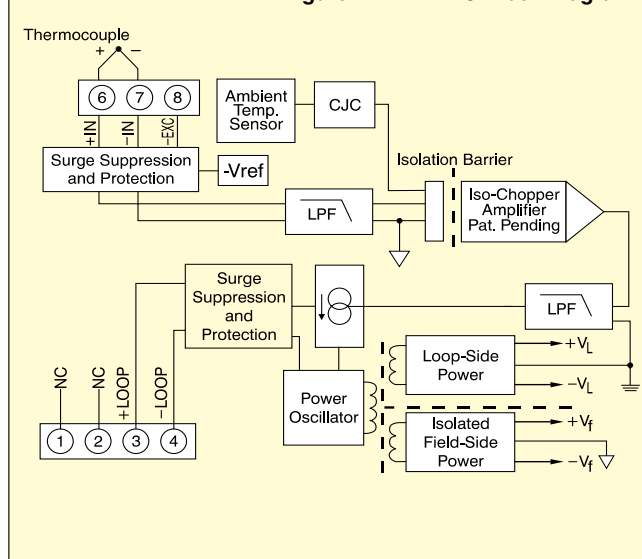 Thermocouple
+ −
6 7 8
+IN
−IN
−EXC
Surge Suppression
and Protection
-Vref
Ambient
Temp.
Sensor
CJC
LPF
Isolation Barrier
Iso-Chopper
Amplifier
Pat. Pending
Surge
Suppression
and
Protection
LPF
Power
Oscillator
Loop-Side
Power
+VL
−VL
Isolated
Field-Side
Power
+Vf
−Vf
NC
NC
+LOOP
−LOOP
1 2 3 4